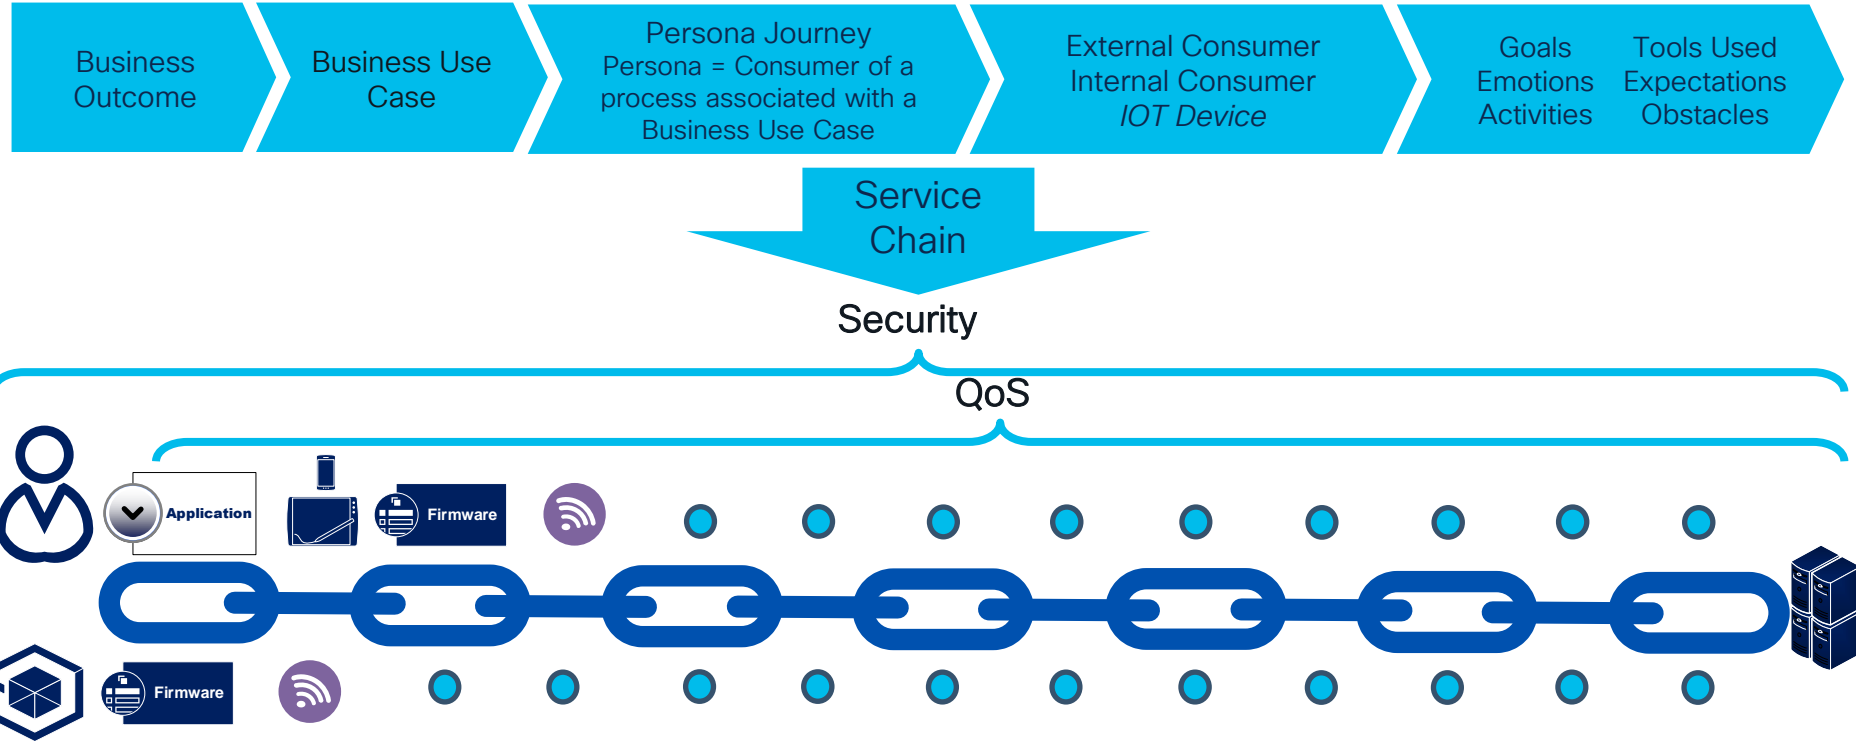 Business
Outcome
Business Use
Case
Persona Journey
Persona = Consumer of a
process associated with a
Business Use Case
External Consumer
Internal Consumer
IOT Device
Goals
Emotions
Activities
Tools Used
Expectations
Obstacles
Service
Chain
Security
QoS
Application
Firmware
Firmware